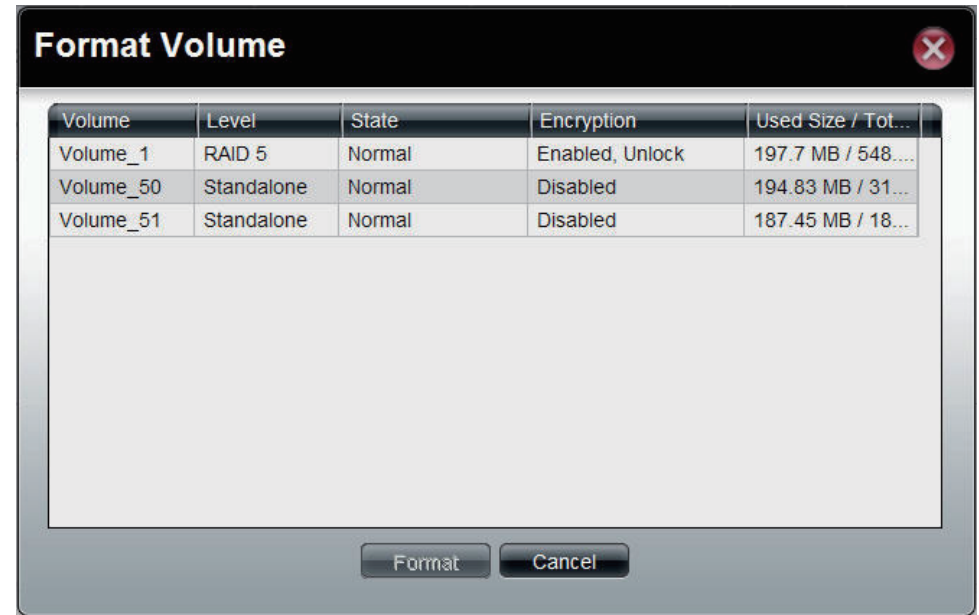 Format Volume
Volume Level State Encryption Used Size / Tot...
Volume_1 RAID 5 Normal Enabled, Unlock 197.7 MB / 548....
Volume_50 Standalone Normal Disabled 194.83 MB / 31...
Volume_51 Standalone Normal Disabled 187.45 MB / 18...
Format Cancel